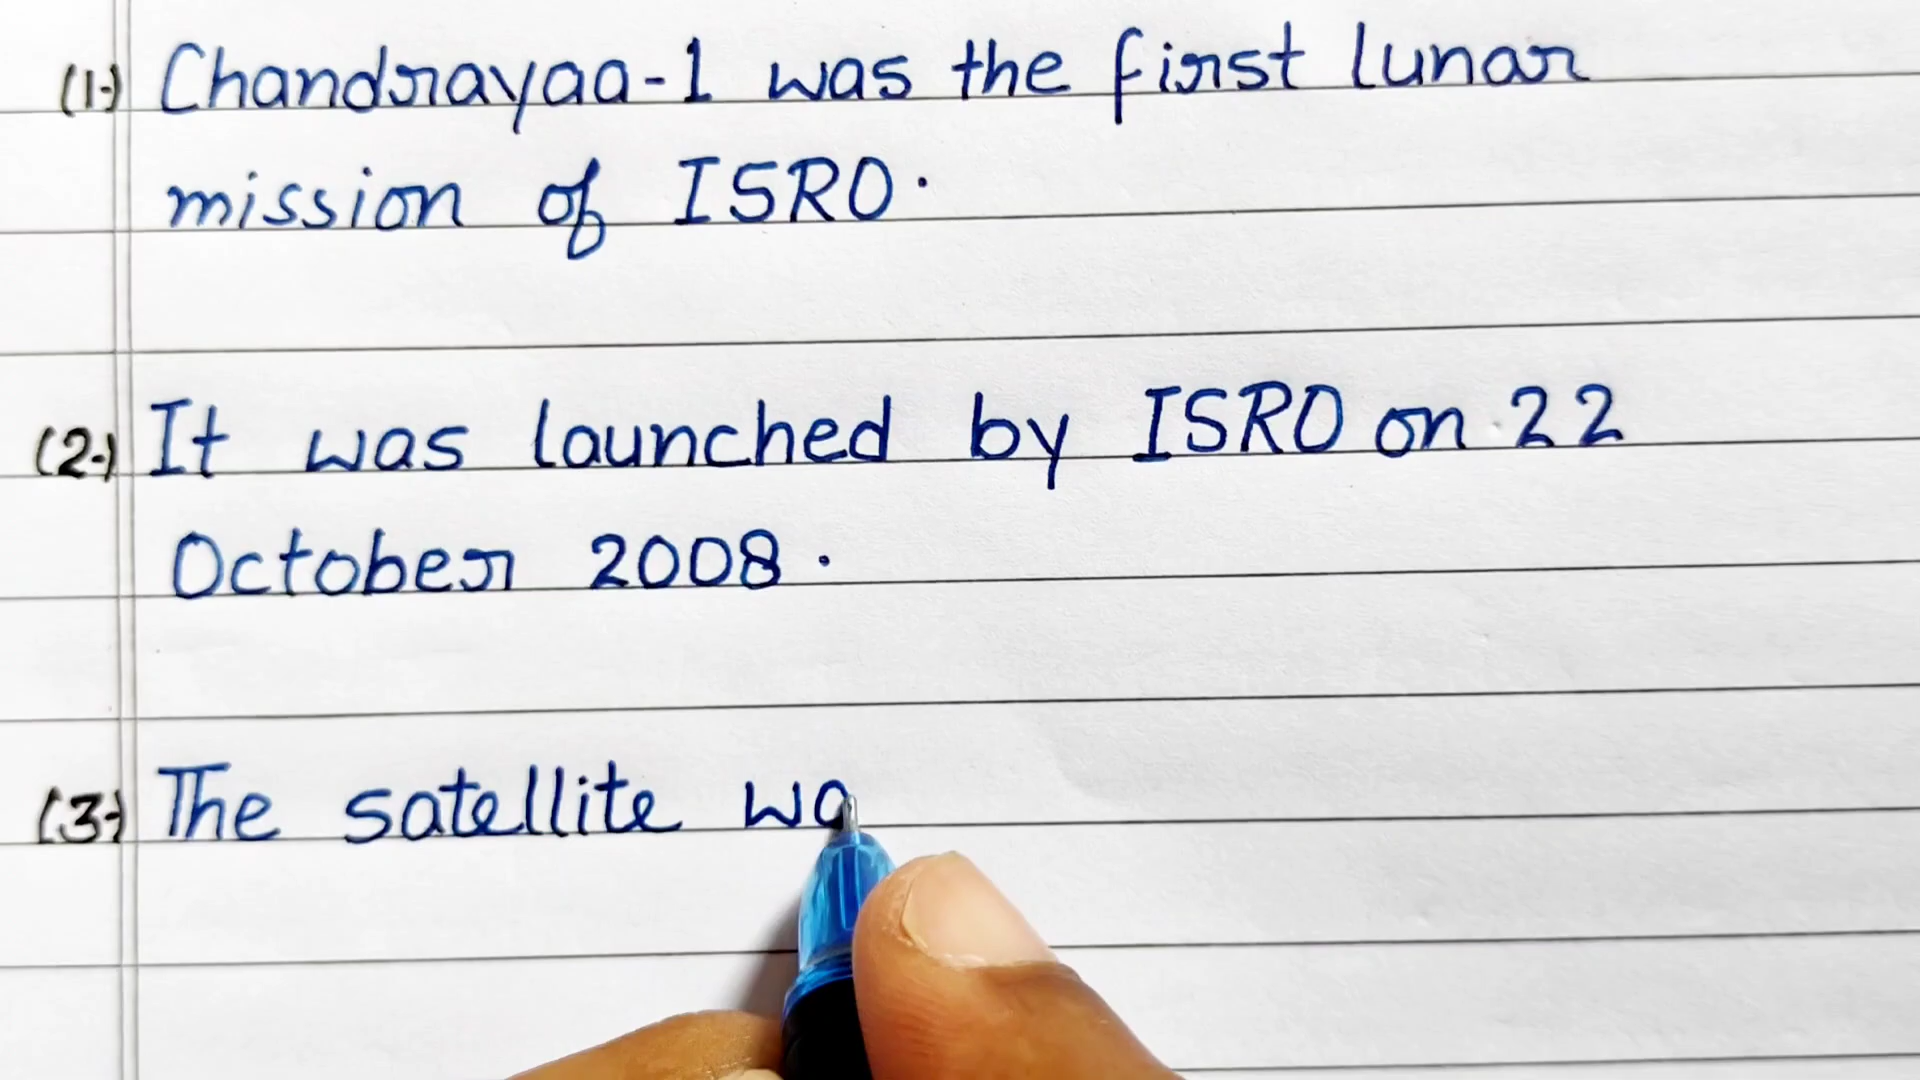 (1.) Chandrayaa-1 was the first lunar
mission of ISRO.
(2.) It was launched by ISRO on 22
October 2008.
(3.) The satellite wa